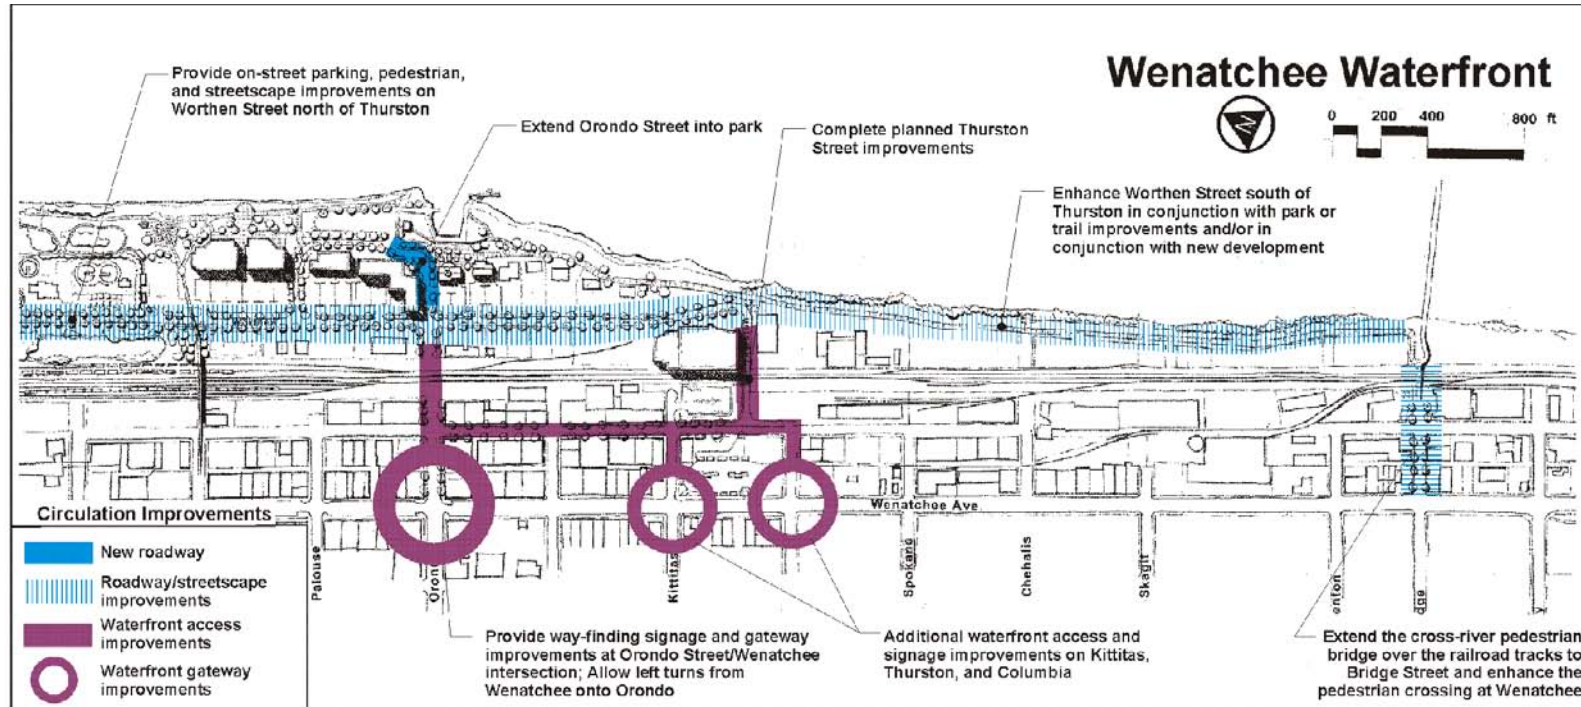 Wenatchee Waterfront
N
0 200 400 800 ft
Provide on-street parking, pedestrian,
and streetscape improvements on
Worthen Street north of Thurston
Extend Orondo Street into park
Complete planned Thurston
Street improvements
Enhance Worthen Street south of
Thurston in conjunction with park or
trail improvements and/or in
conjunction with new development
Wenatchee Ave.
Palouse
Oron
Kittitas
Spokane
Chehalis
Skagit
enton
dge
Circulation Improvements
New roadway
Roadway/streetscape
improvements
Waterfront access
improvements
Waterfront gateway
improvements
Provide way-finding signage and gateway
improvements at Orondo Street/Wenatchee
intersection; Allow left turns from
Wenatchee onto Orondo
Additional waterfront access and
signage improvements on Kittitas,
Thurston, and Columbia
Extend the cross-river pedestrian
bridge over the railroad tracks to
Bridge Street and enhance the
pedestrian crossing at Wenatchee